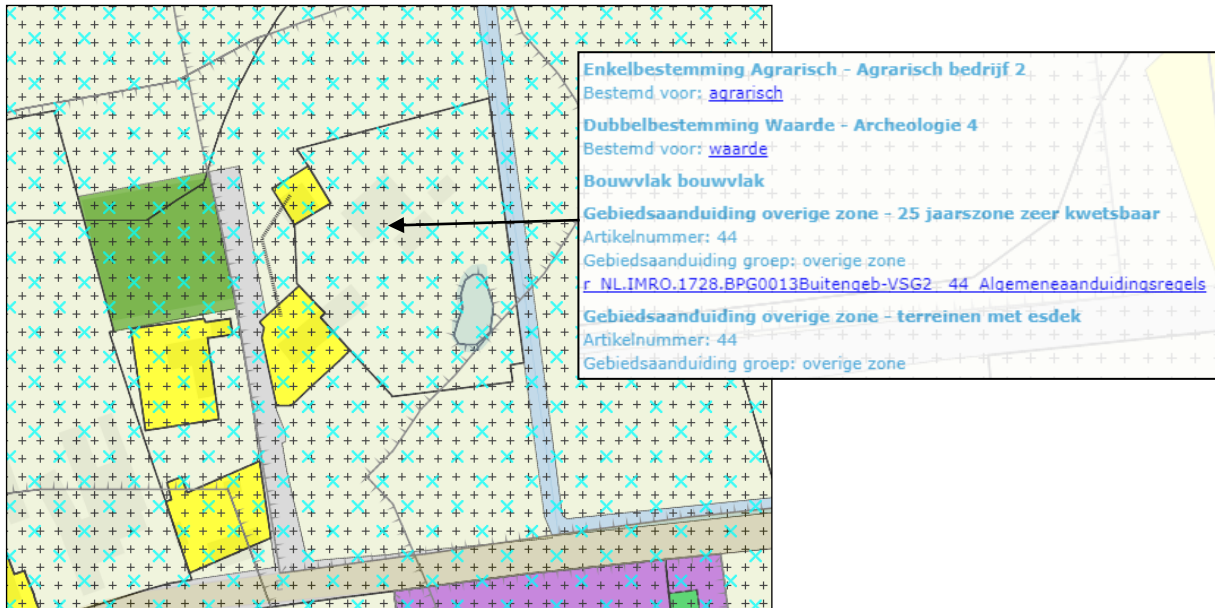 Enkelbestemming Agrarisch - Agrarisch bedrijf 2
Bestemd voor: agrarisch
Dubbelbestemming Waarde - Archeologie 4
Bestemd voor: waarde
Bouwvlak bouwvlak
Gebiedsaanduiding overige zone - 25 jaarszone zeer kwetsbaar
Artikelnummer: 44
Gebiedsaanduiding groep: overige zone
r_NL.IMRO.1728.BPG0013Buitengeb-VSG2_44_Algemeneaanduidingsregels
Gebiedsaanduiding overige zone - terreinen met esdek
Artikelnummer: 44
Gebiedsaanduiding groep: overige zone